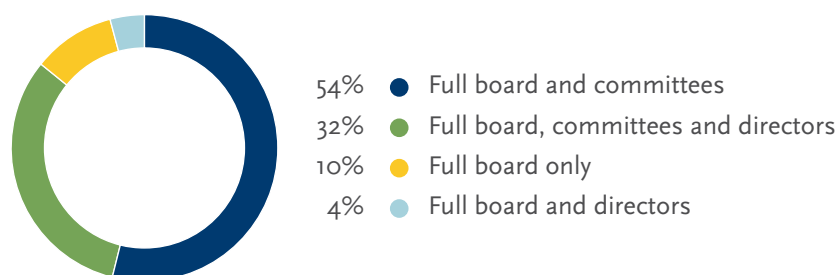 54% Full board and committees
32% Full board, committees and directors
10% Full board only
4% Full board and directors